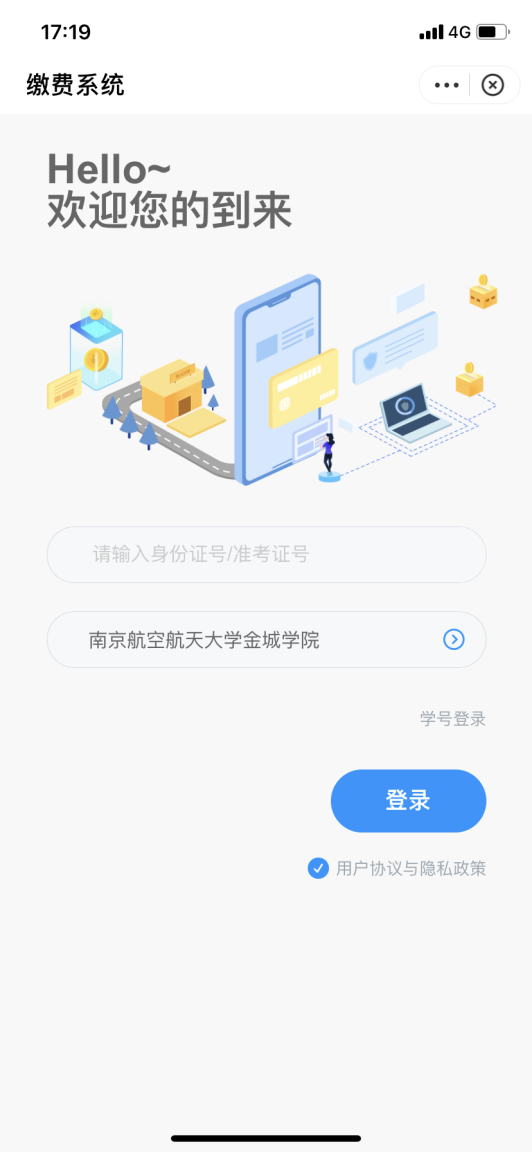 17:19
4G
缴费系统
Hello~
欢迎您的到来
请输入身份证号/准考证号
南京航空航天大学金城学院
学号登录
登录
用户协议与隐私政策